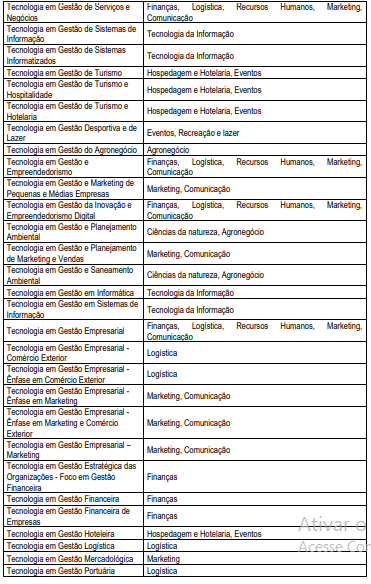 Tecnologia em Gestão de Serviços e Negócios Finanças, Logística, Recursos Humanos, Marketing, Comunicação
Tecnologia em Gestão de Sistemas de Informação Tecnologia da Informação
Tecnologia em Gestão de Sistemas Informatizados Tecnologia da Informação
Tecnologia em Gestão de Turismo Hospedagem e Hotelaria, Eventos
Tecnologia em Gestão de Turismo e Hospitalidade Hospedagem e Hotelaria, Eventos
Tecnologia em Gestão de Turismo e Hotelaria Hospedagem e Hotelaria, Eventos
Tecnologia em Gestão Desportiva e de Lazer Eventos, Recreação e lazer
Tecnologia em Gestão do Agronegócio Agronegócio
Tecnologia em Gestão e Empreendedorismo Finanças, Logística, Recursos Humanos, Marketing, Comunicação
Tecnologia em Gestão e Marketing de Pequenas e Médias Empresas Marketing, Comunicação
Tecnologia em Gestão da Inovação e Empreendedorismo Digital Finanças, Logística, Recursos Humanos, Marketing, Comunicação
Tecnologia em Gestão e Planejamento Ambiental Ciências da natureza, Agronegócio
Tecnologia em Gestão e Planejamento de Marketing e Vendas Marketing, Comunicação
Tecnologia em Gestão e Saneamento Ambiental Ciências da natureza, Agronegócio
Tecnologia em Gestão em Informática Tecnologia da Informação
Tecnologia em Gestão em Sistemas de Informação Tecnologia da Informação
Tecnologia em Gestão Empresarial Finanças, Logística, Recursos Humanos, Marketing, Comunicação
Tecnologia em Gestão Empresarial - Comércio Exterior Logística
Tecnologia em Gestão Empresarial - Ênfase em Comércio Exterior Logística
Tecnologia em Gestão Empresarial - Ênfase em Marketing Marketing, Comunicação
Tecnologia em Gestão Empresarial - Ênfase em Marketing e Comércio Exterior Marketing, Comunicação
Tecnologia em Gestão Empresarial – Marketing Marketing, Comunicação
Tecnologia em Gestão Estratégica das Organizações - Foco em Gestão Financeira Finanças
Tecnologia em Gestão Financeira Finanças
Tecnologia em Gestão Financeira de Empresas Finanças
Tecnologia em Gestão Hoteleira Hospedagem e Hotelaria, Eventos
Tecnologia em Gestão Logística Logística
Tecnologia em Gestão Mercadológica Marketing
Tecnologia em Gestão Portuária Logística
Ativar o
Acesse Con